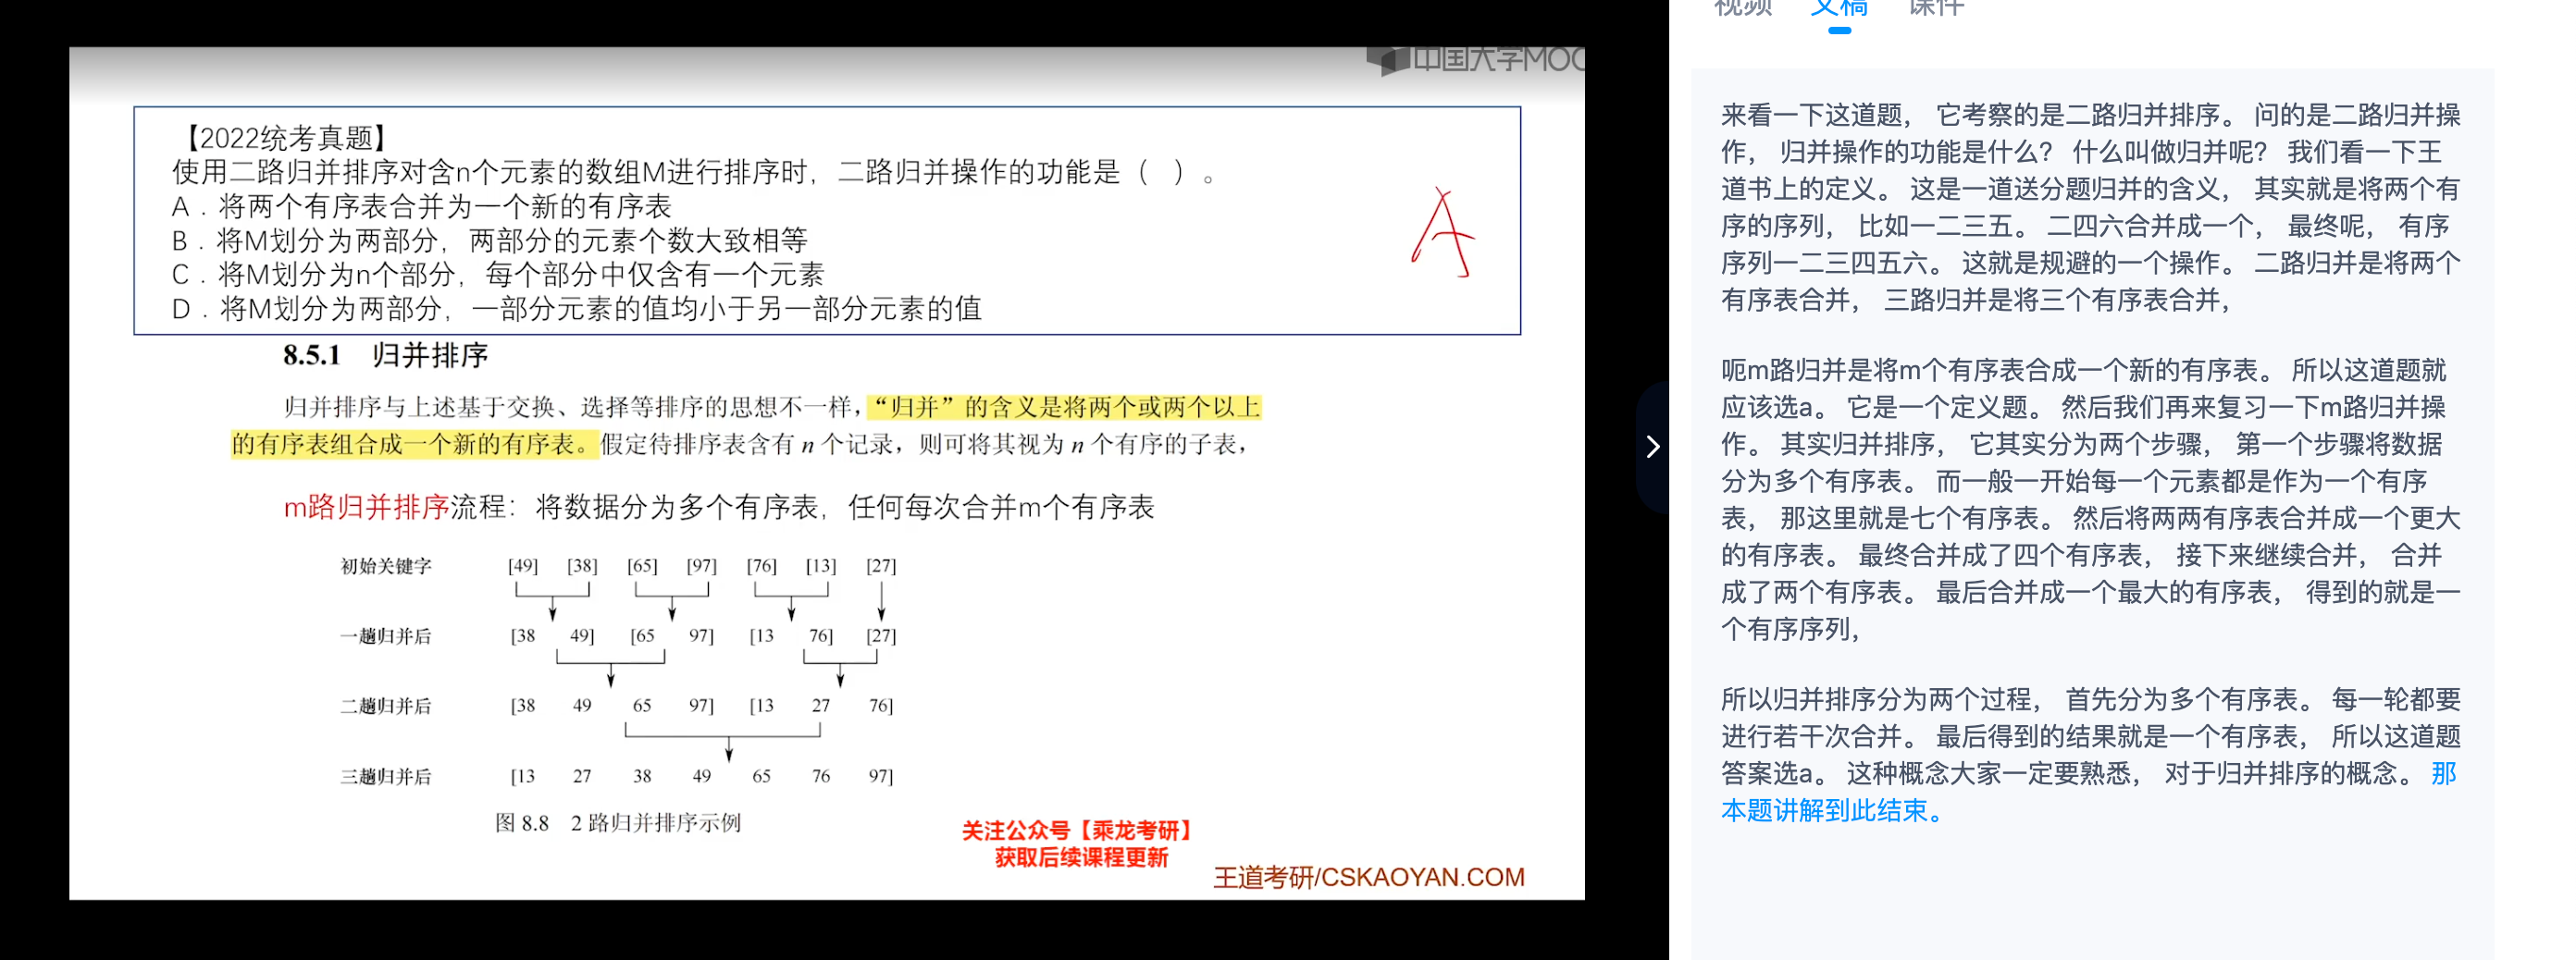 中国大学MOO
【2022统考真题】
使用二路归并排序对含n个元素的数组M进行排序时，二路归并操作的功能是（ ）。
A．将两个有序表合并为一个新的有序表
B．将M划分为两部分，两部分的元素个数大致相等
C．将M划分为n个部分，每个部分中仅含有一个元素
D．将M划分为两部分，一部分元素的值均小于另一部分元素的值
A
8.5.1 归并排序
归并排序与上述基于交换、选择等排序的思想不一样，“归并”的含义是将两个或两个以上
的有序表组合成一个新的有序表。假定待排序表含有 n 个记录，则可将其视为 n 个有序的子表，
m路归并排序流程：将数据分为多个有序表，任何每次合并m个有序表
初始关键字 [49] [38] [65] [97] [76] [13] [27]
一趟归并后 [38 49] [65 97] [13 76] [27]
二趟归并后 [38 49 65 97] [13 27 76]
三趟归并后 [13 27 38 49 65 76 97]
图 8.8 2 路归并排序示例
关注公众号【乘龙考研】
获取后续课程更新
王道考研/CSKAOYAN.COM
视频 文稿 课件
来看一下这道题， 它考察的是二路归并排序。 问的是二路归并操
作， 归并操作的功能是什么？ 什么叫做归并呢？ 我们看一下王
道书上的定义。 这是一道送分题归并的含义， 其实就是将两个有
序的序列， 比如一二三五。 二四六合并成一个， 最终呢， 有序
序列一二三四五六。 这就是规避的一个操作。 二路归并是将两个
有序表合并， 三路归并是将三个有序表合并，
呃m路归并是将m个有序表合成一个新的有序表。 所以这道题就
应该选a。 它是一个定义题。 然后我们再来复习一下m路归并操
作。 其实归并排序， 它其实分为两个步骤， 第一个步骤将数据
分为多个有序表。 而一般一开始每一个元素都是作为一个有序
表， 那这里就是七个有序表。 然后将两两有序表合并成一个更大
的有序表。 最终合并成了四个有序表， 接下来继续合并， 合并
成了两个有序表。 最后合并成一个最大的有序表， 得到的就是一
个有序序列，
所以归并排序分为两个过程， 首先分为多个有序表。 每一轮都要
进行若干次合并。 最后得到的结果就是一个有序表， 所以这道题
答案选a。 这种概念大家一定要熟悉， 对于归并排序的概念。 那
本题讲解到此结束。